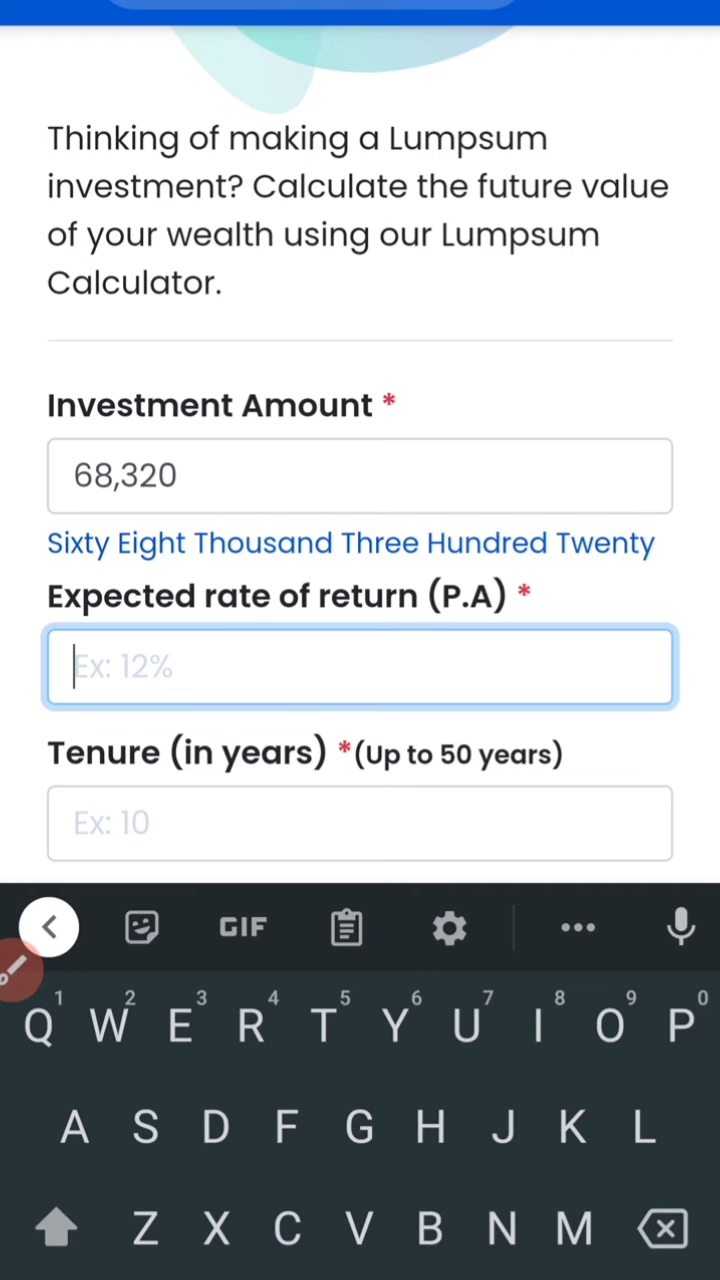 Thinking of making a Lumpsum
investment? Calculate the future value
of your wealth using our Lumpsum
Calculator.
Investment Amount *
68,320
Sixty Eight Thousand Three Hundred Twenty
Expected rate of return (P.A) *
Ex: 12%
Tenure (in years) *(Up to 50 years)
Ex: 10
GIF
1 2 3 4 5 6 7 8 9 0
Q W E R T Y U I O P
A S D F G H J K L
Z X C V B N M